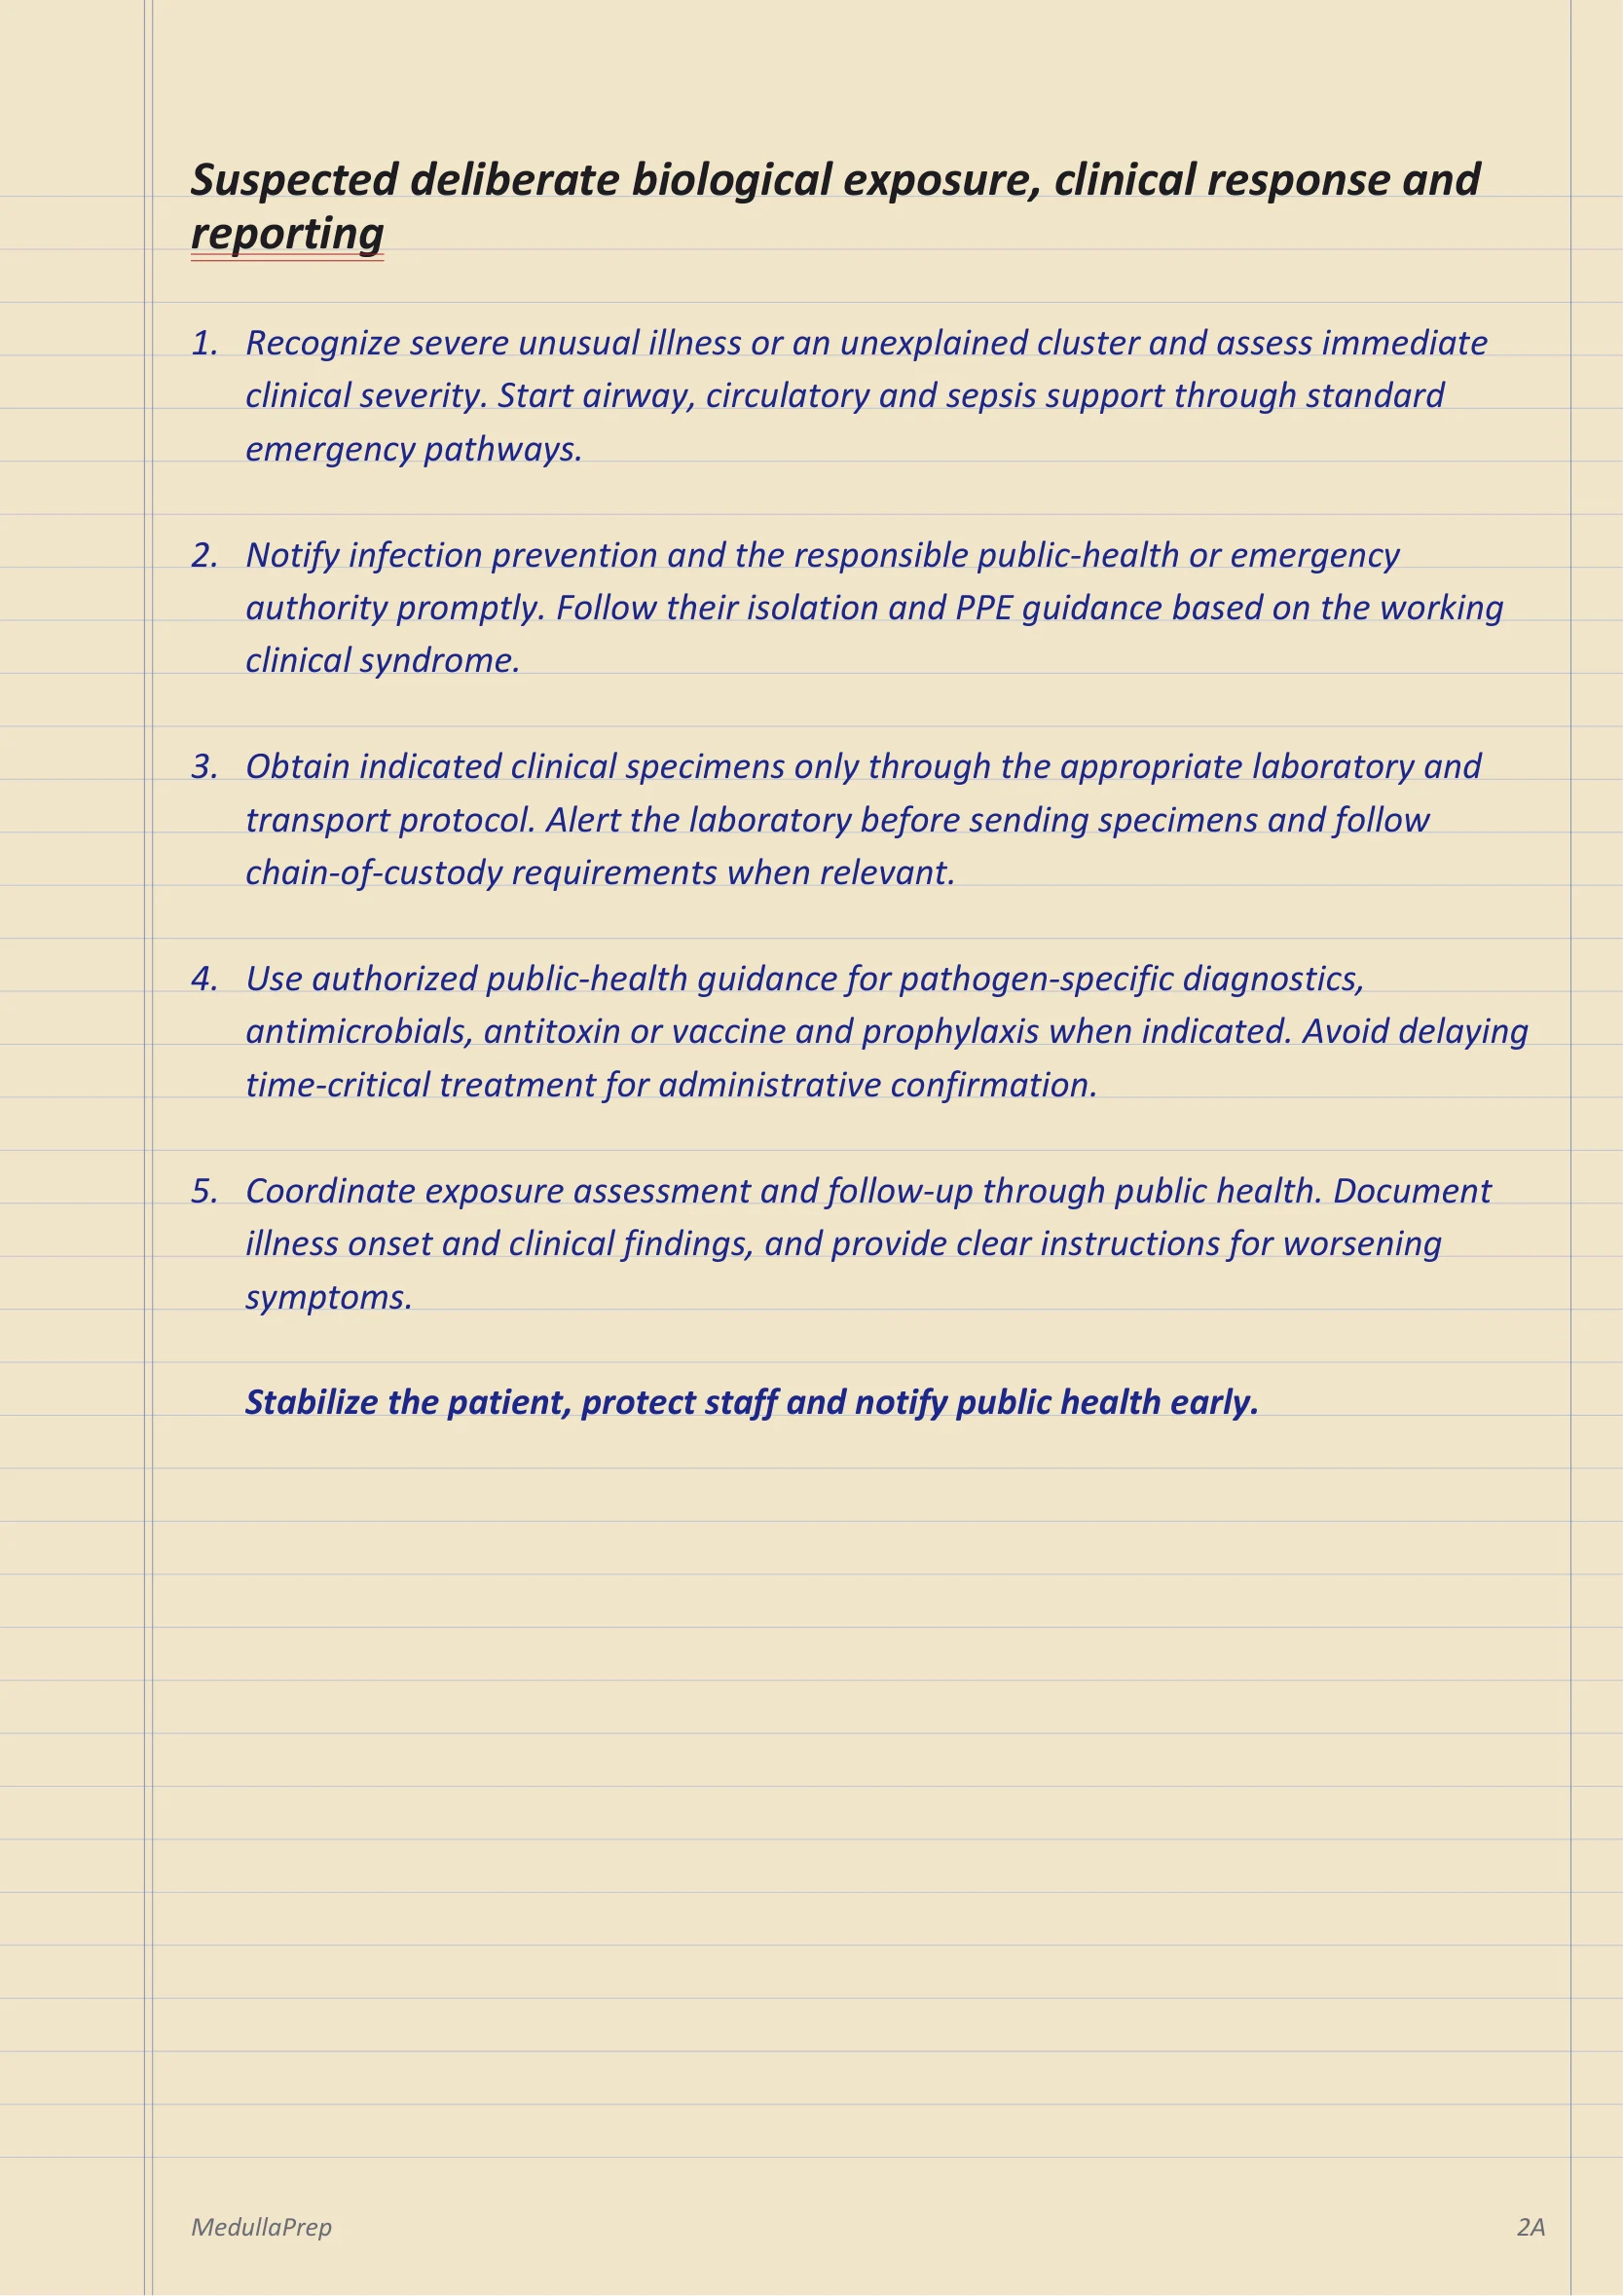 Suspected deliberate biological exposure, clinical response and
reporting
1. Recognize severe unusual illness or an unexplained cluster and assess immediate
clinical severity. Start airway, circulatory and sepsis support through standard
emergency pathways.
2. Notify infection prevention and the responsible public-health or emergency
authority promptly. Follow their isolation and PPE guidance based on the working
clinical syndrome.
3. Obtain indicated clinical specimens only through the appropriate laboratory and
transport protocol. Alert the laboratory before sending specimens and follow
chain-of-custody requirements when relevant.
4. Use authorized public-health guidance for pathogen-specific diagnostics,
antimicrobials, antitoxin or vaccine and prophylaxis when indicated. Avoid delaying
time-critical treatment for administrative confirmation.
5. Coordinate exposure assessment and follow-up through public health. Document
illness onset and clinical findings, and provide clear instructions for worsening
symptoms.
Stabilize the patient, protect staff and notify public health early.
MedullaPrep
2A